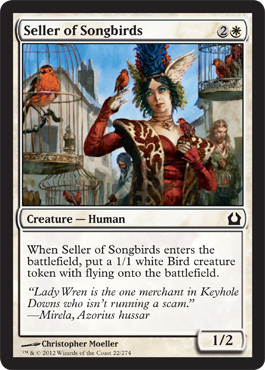 Seller of Songbirds 2
Creature — Human
When Seller of Songbirds enters the
battlefield, put a 1/1 white Bird creature
token with flying onto the battlefield.
“Lady Wren is the one merchant in Keyhole
Downs who isn’t running a scam.”
—Mirela, Azorius hussar
1/2
Christopher Moeller
™ & © 2012 Wizards of the Coast 22/274